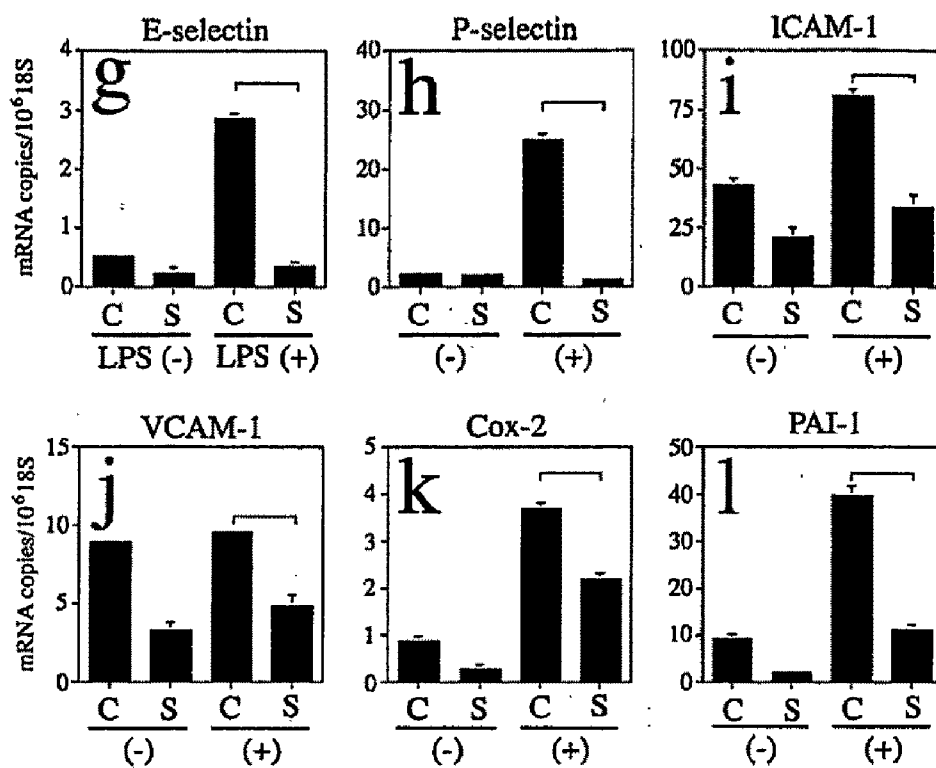 E-selectin P-selectin ICAM-1
g h i
mRNA copies/10⁶18S
4 3 2 1 0
40 30 20 10 0
100 75 50 25 0
C S C S C S C S C S C S
LPS (-) LPS (+) (-) (+) (-) (+)
VCAM-1 Cox-2 PAI-1
j k l
mRNA copies/10⁶18S
15 10 5 0
5 4 3 2 1 0
50 40 30 20 10 0
C S C S C S C S C S C S
(-) (+) (-) (+) (-) (+)